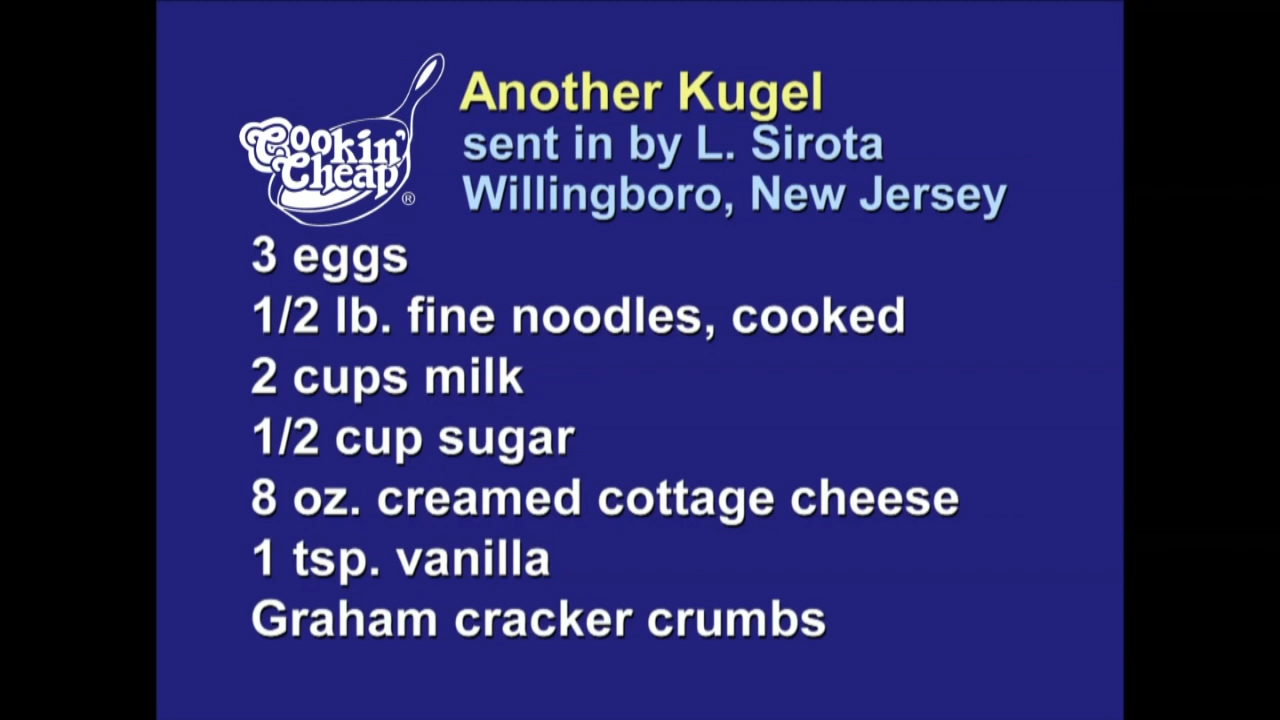 Cookin'
Cheap
®
Another Kugel
sent in by L. Sirota
Willingboro, New Jersey
3 eggs
1/2 lb. fine noodles, cooked
2 cups milk
1/2 cup sugar
8 oz. creamed cottage cheese
1 tsp. vanilla
Graham cracker crumbs